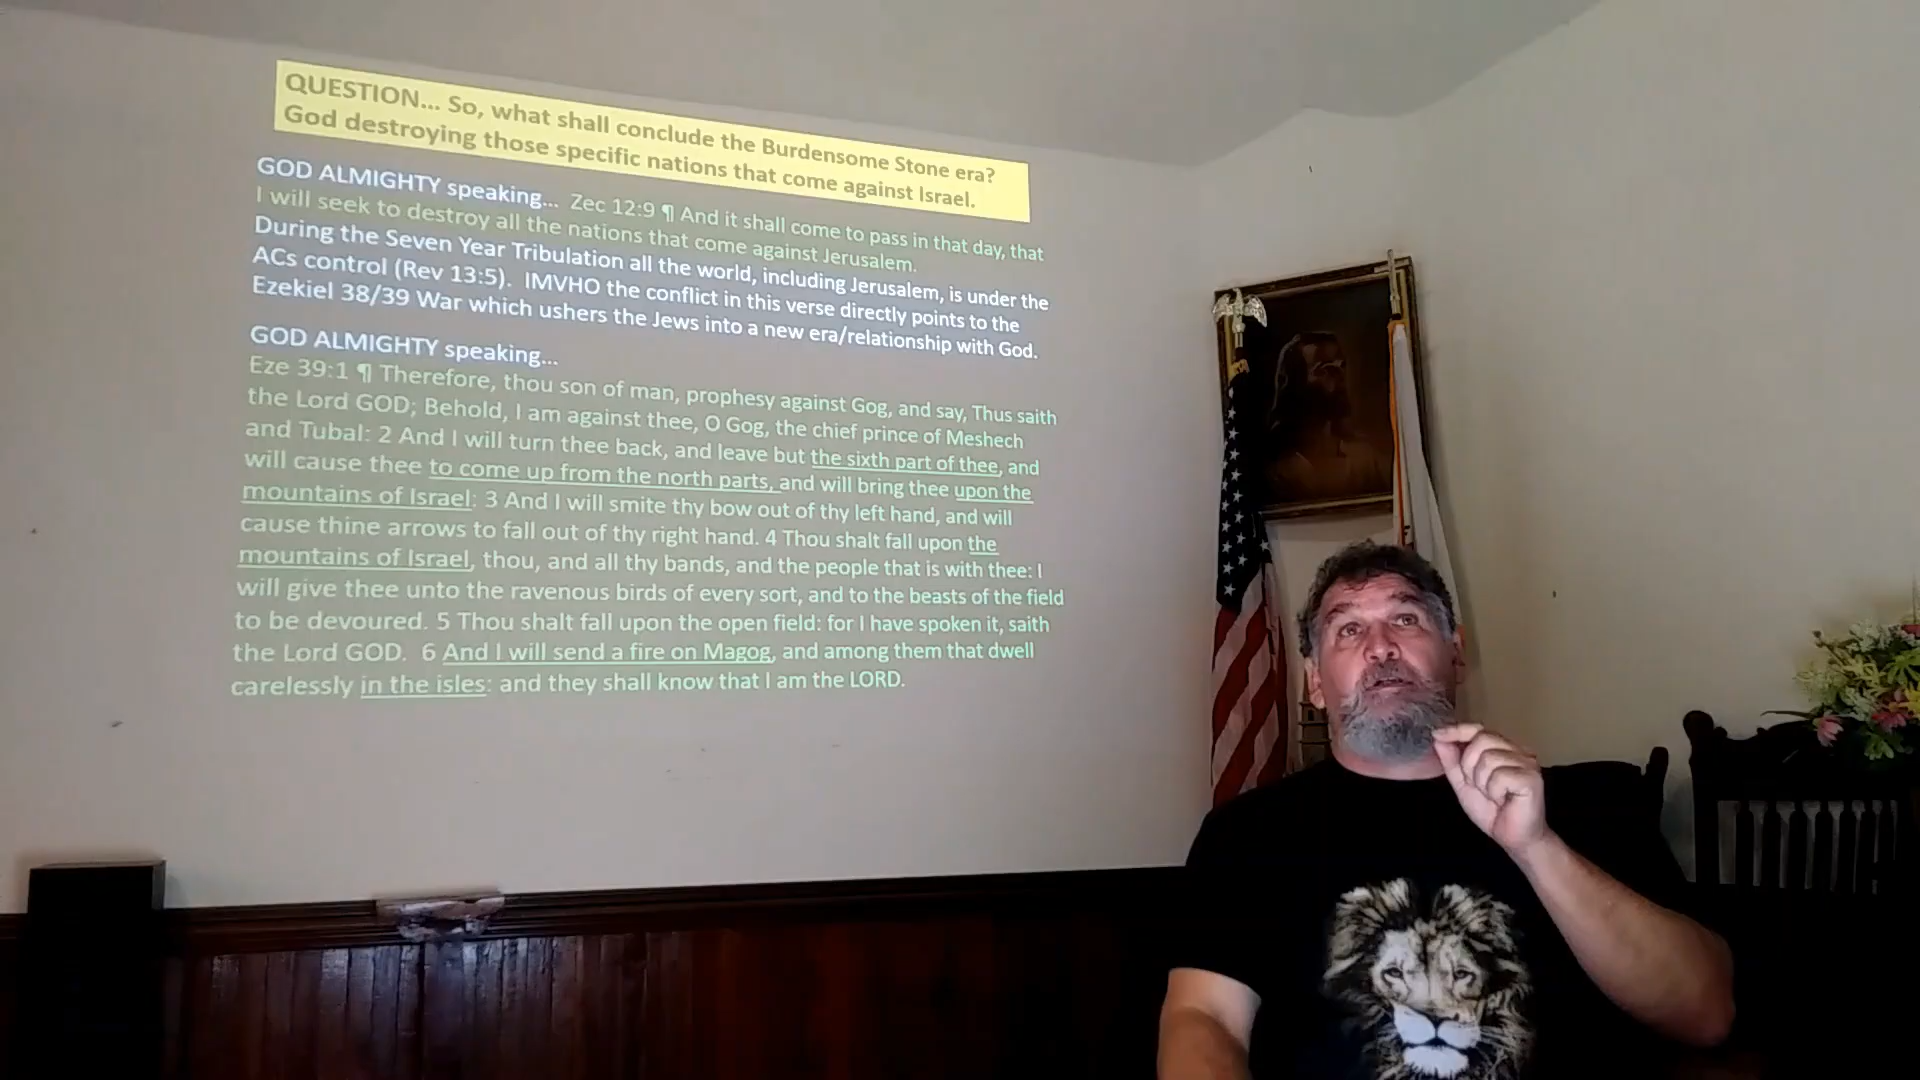 QUESTION... So, what shall conclude the Burdensome Stone era?
God destroying those specific nations that come against Israel.
GOD ALMIGHTY speaking... Zec 12:9 ¶ And it shall come to pass in that day, that
I will seek to destroy all the nations that come against Jerusalem.
During the Seven Year Tribulation all the world, including Jerusalem, is under the
ACs control (Rev 13:5). IMVHO the conflict in this verse directly points to the
Ezekiel 38/39 War which ushers the Jews into a new era/relationship with God.
GOD ALMIGHTY speaking...
Eze 39:1 ¶ Therefore, thou son of man, prophesy against Gog, and say, Thus saith
the Lord GOD; Behold, I am against thee, O Gog, the chief prince of Meshech
and Tubal: 2 And I will turn thee back, and leave but the sixth part of thee, and
will cause thee to come up from the north parts, and will bring thee upon the
mountains of Israel: 3 And I will smite thy bow out of thy left hand, and will
cause thine arrows to fall out of thy right hand. 4 Thou shalt fall upon the
mountains of Israel, thou, and all thy bands, and the people that is with thee: I
will give thee unto the ravenous birds of every sort, and to the beasts of the field
to be devoured. 5 Thou shalt fall upon the open field: for I have spoken it, saith
the Lord GOD. 6 And I will send a fire on Magog, and among them that dwell
carelessly in the isles: and they shall know that I am the LORD.